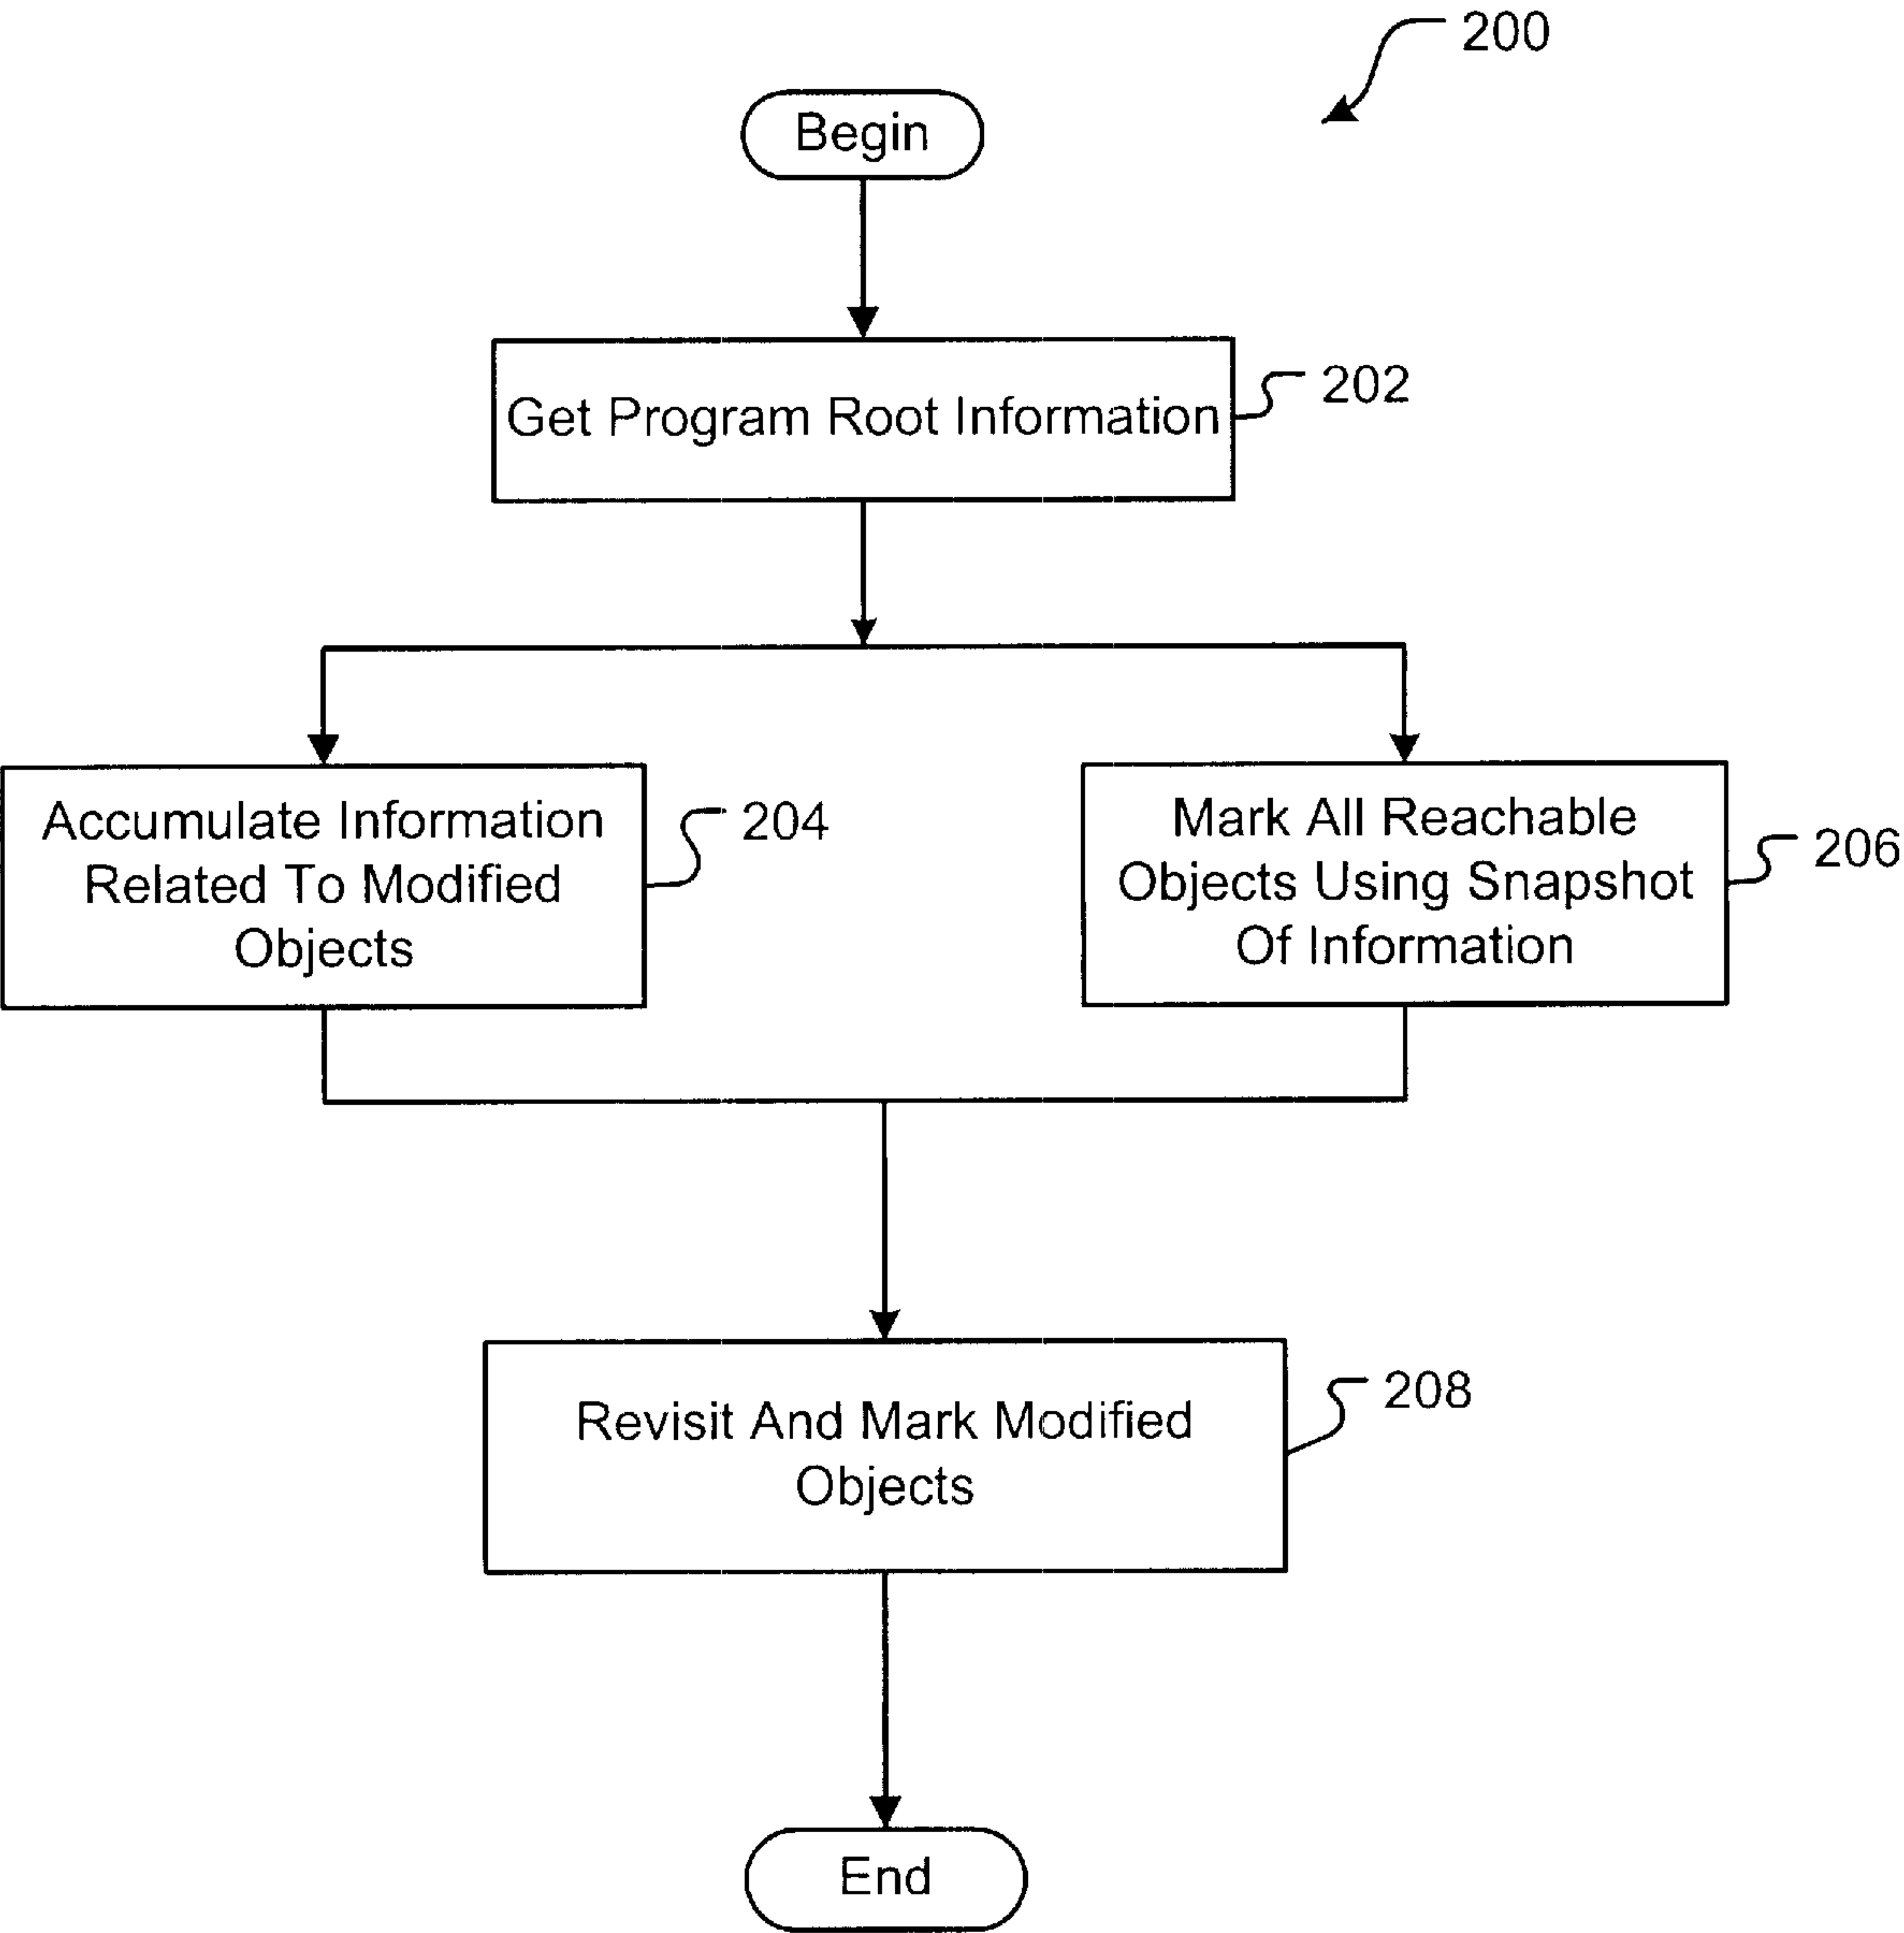 200
Begin
Get Program Root Information
202
Accumulate Information
Related To Modified
Objects
204
Mark All Reachable
Objects Using Snapshot
Of Information
206
Revisit And Mark Modified
Objects
208
End